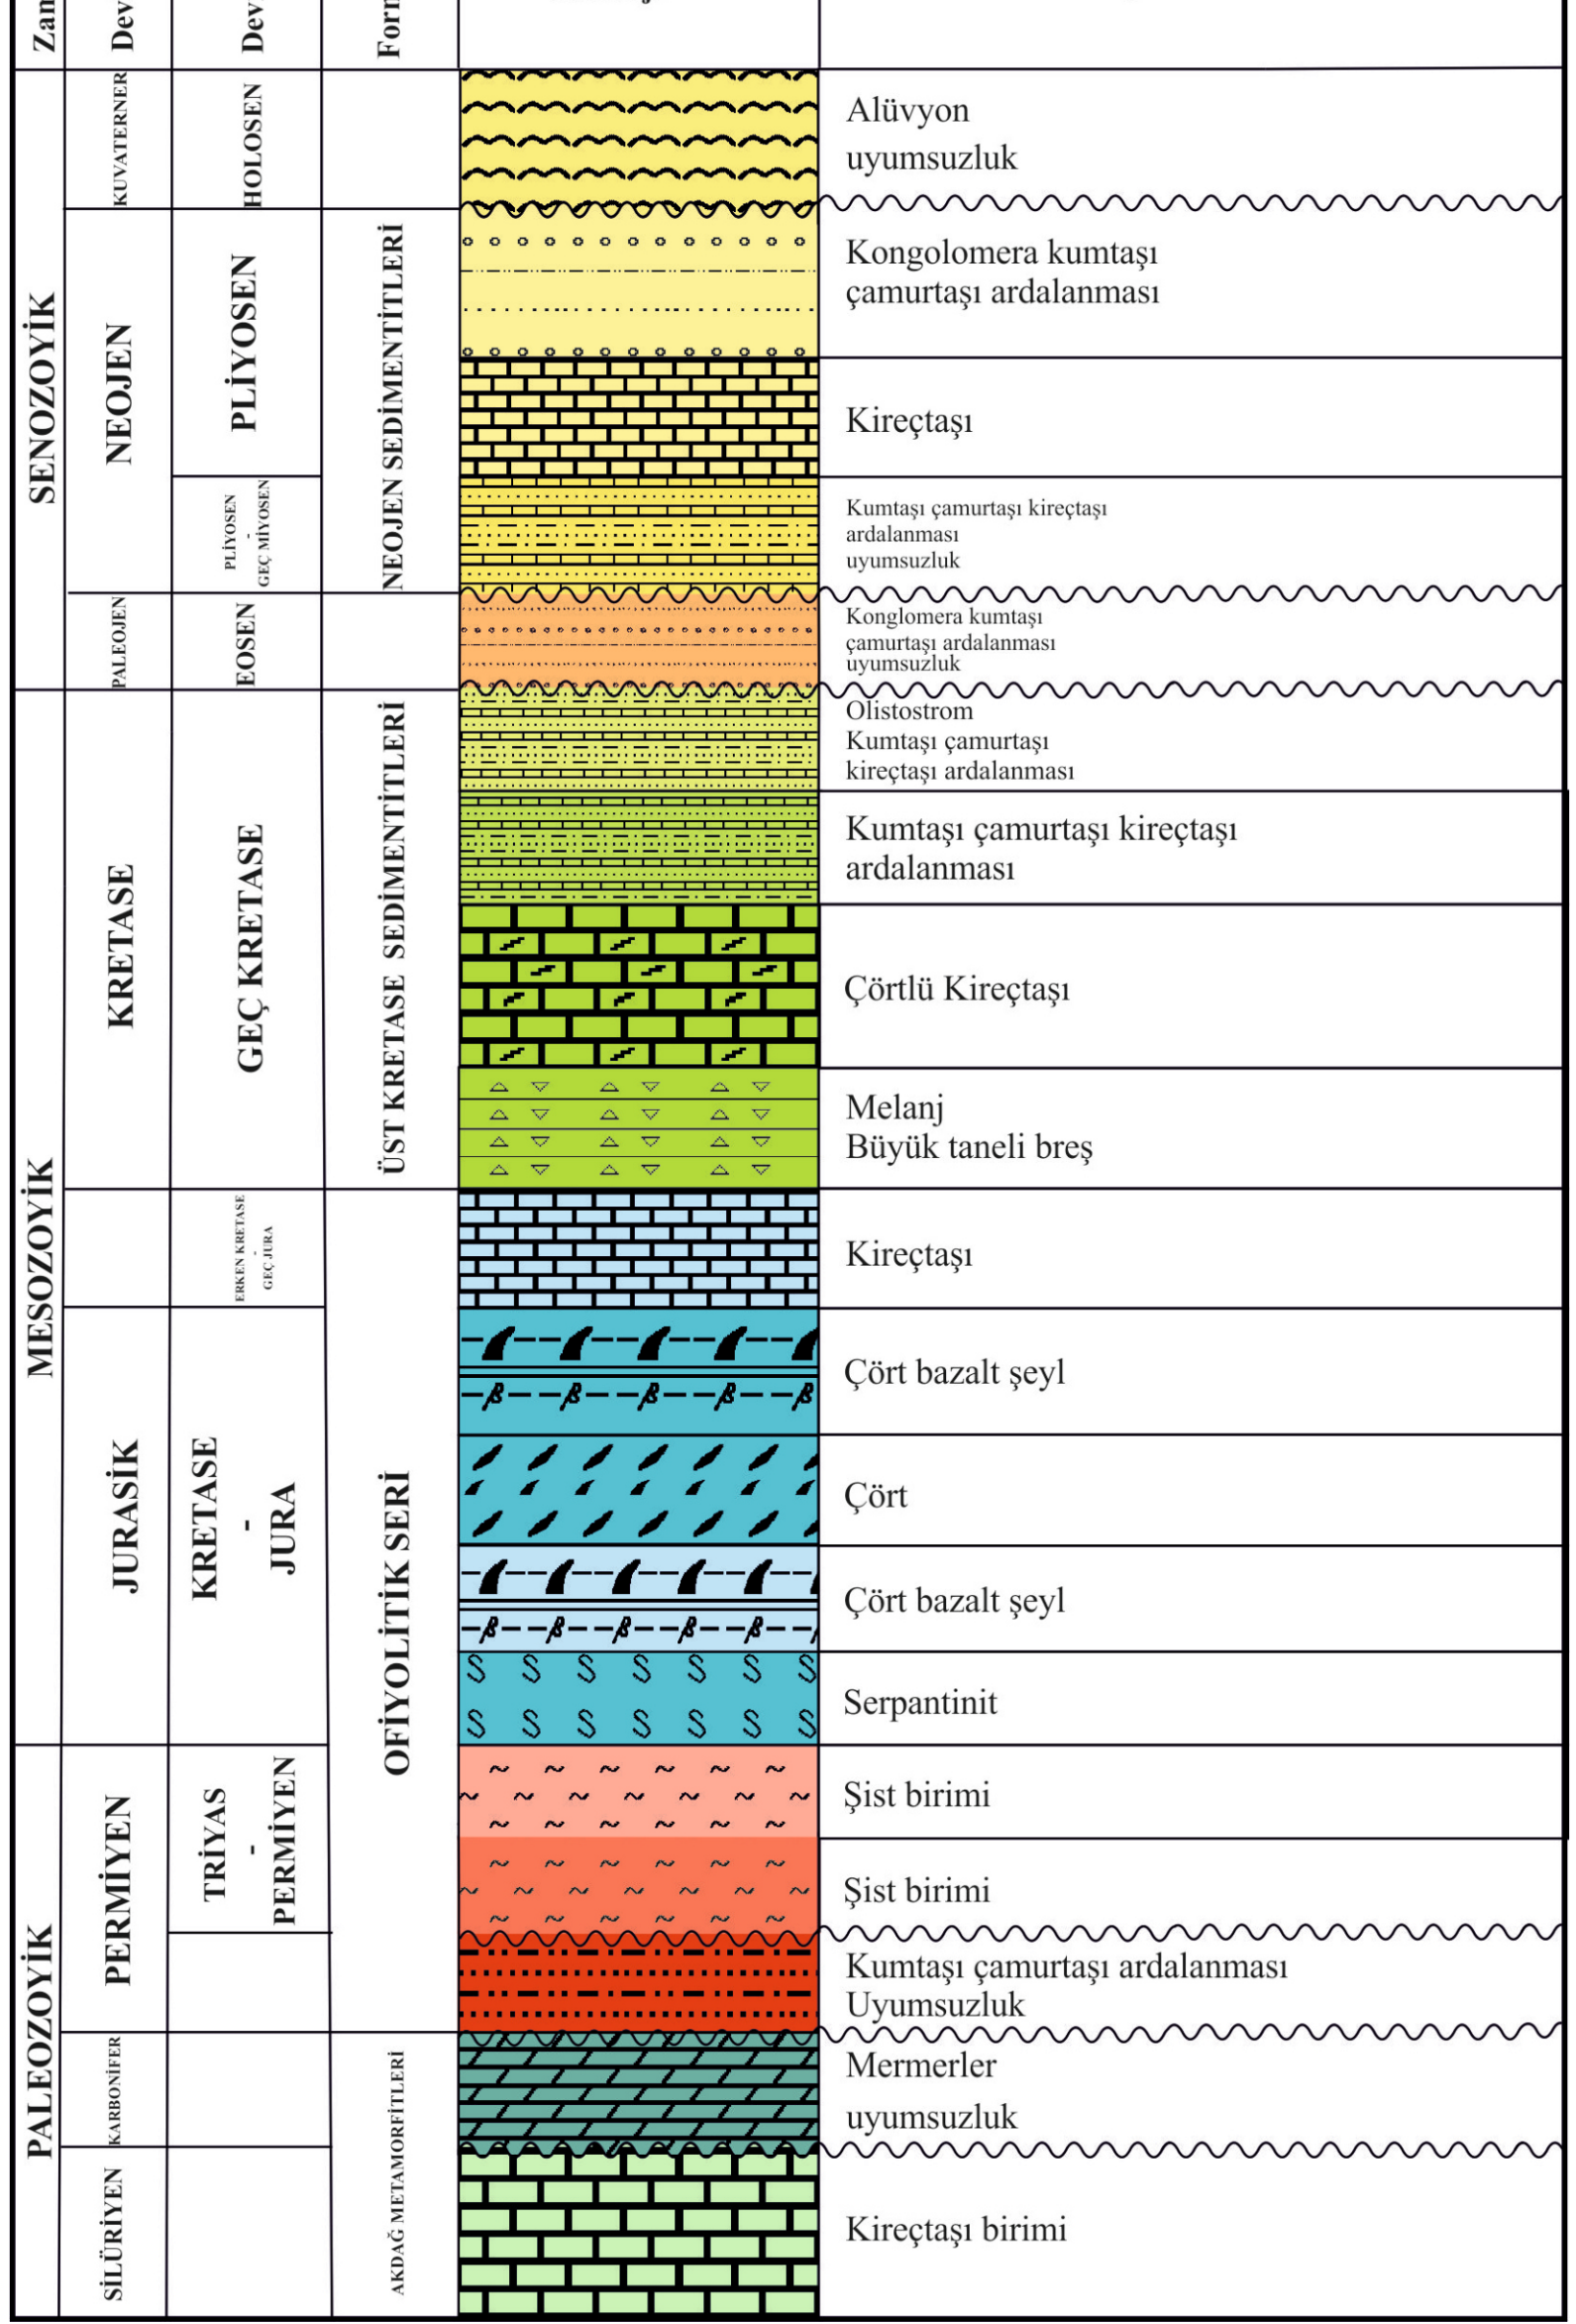 Zam
Dev
Dev
SENOZOYİK
KUVATERNER
HOLOSEN
Alüvyon
uyumsuzluk
NEOJEN
PLİYOSEN
NEOJEN SEDİMENTİTLERİ
Kongolomera kumtaşı
çamurtaşı ardalanması
Kireçtaşı
PLİYOSEN
-
GEÇ MİYOSEN
Kumtaşı çamurtaşı kireçtaşı
ardalanması
uyumsuzluk
PALEOJEN
EOSEN
Konglomera kumtaşı
çamurtaşı ardalanması
uyumsuzluk
MESOZOYİK
KRETASE
GEÇ KRETASE
ÜST KRETASE SEDİMENTİTLERİ
Olistostrom
Kumtaşı çamurtaşı
kireçtaşı ardalanması
Kumtaşı çamurtaşı kireçtaşı
ardalanması
Çörtlü Kireçtaşı
Melanj
Büyük taneli breş
ERKEN KRETASE
-
GEÇ JURA
OFİYOLİTİK SERİ
Kireçtaşı
JURASİK
KRETASE
-
JURA
Çört bazalt şeyl
Çört
Çört bazalt şeyl
Serpantinit
PALEOZOYİK
PERMİYEN
TRİYAS
-
PERMİYEN
Şist birimi
Şist birimi
Kumtaşı çamurtaşı ardalanması
Uyumsuzluk
KARBONİFER
AKDAĞ METAMORFİTLERİ
Mermerler
uyumsuzluk
SİLÜRİYEN
Kireçtaşı birimi